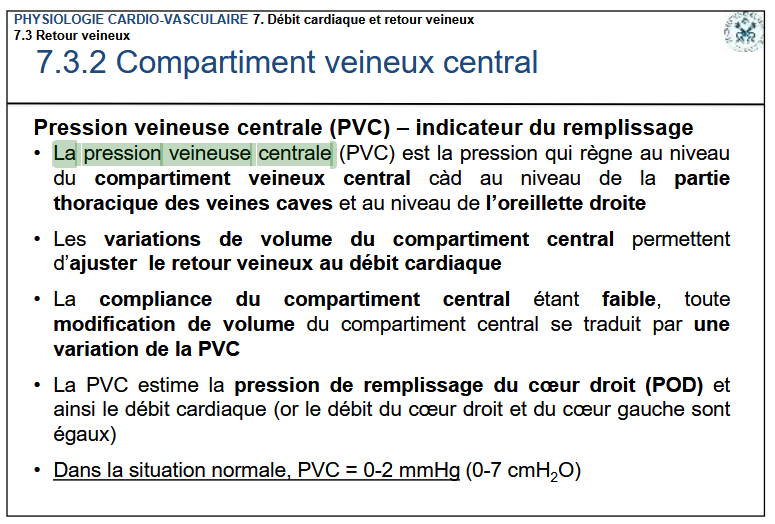 PHYSIOLOGIE CARDIO-VASCULAIRE 7. Débit cardiaque et retour veineux
7.3 Retour veineux
7.3.2 Compartiment veineux central
Pression veineuse centrale (PVC) – indicateur du remplissage
• La pression veineuse centrale (PVC) est la pression qui règne au niveau
du compartiment veineux central càd au niveau de la partie
thoracique des veines caves et au niveau de l’oreillette droite
• Les variations de volume du compartiment central permettent
d’ajuster le retour veineux au débit cardiaque
• La compliance du compartiment central étant faible, toute
modification de volume du compartiment central se traduit par une
variation de la PVC
• La PVC estime la pression de remplissage du cœur droit (POD) et
ainsi le débit cardiaque (or le débit du cœur droit et du cœur gauche sont
égaux)
• Dans la situation normale, PVC = 0-2 mmHg (0-7 cmH2O)